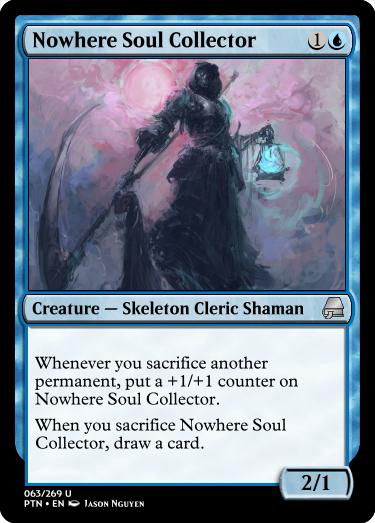 Nowhere Soul Collector 1
Creature — Skeleton Cleric Shaman
Whenever you sacrifice another
permanent, put a +1/+1 counter on
Nowhere Soul Collector.
When you sacrifice Nowhere Soul
Collector, draw a card.
2/1
063/269 U
PTN • EN Jason Nguyen